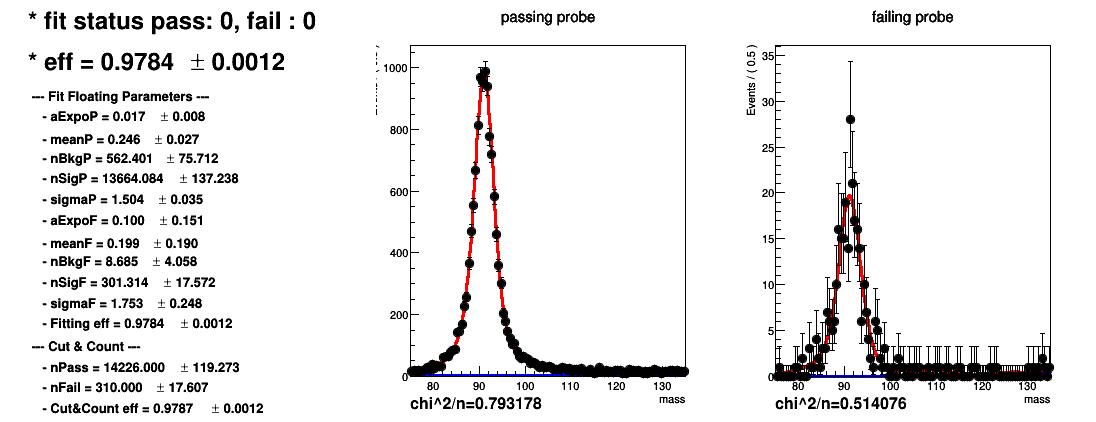 * fit status pass: 0, fail : 0
* eff = 0.9784 ± 0.0012
--- Fit Floating Parameters ---
- aExpoP = 0.017 ± 0.008
- meanP = 0.246 ± 0.027
- nBkgP = 562.401 ± 75.712
- nSigP = 13664.084 ± 137.238
- sigmaP = 1.504 ± 0.035
- aExpoF = 0.100 ± 0.151
- meanF = 0.199 ± 0.190
- nBkgF = 8.685 ± 4.058
- nSigF = 301.314 ± 17.572
- sigmaF = 1.753 ± 0.248
- Fitting eff = 0.9784 ± 0.0012
--- Cut & Count ---
- nPass = 14226.000 ± 119.273
- nFail = 310.000 ± 17.607
- Cut&Count eff = 0.9787 ± 0.0012
passing probe
1000
800
600
400
200
0
80 90 100 110 120 130
mass
chi^2/n=0.793178
failing probe
Events / ( 0.5 )
35
30
25
20
15
10
5
0
80 90 100 110 120 130
mass
chi^2/n=0.514076